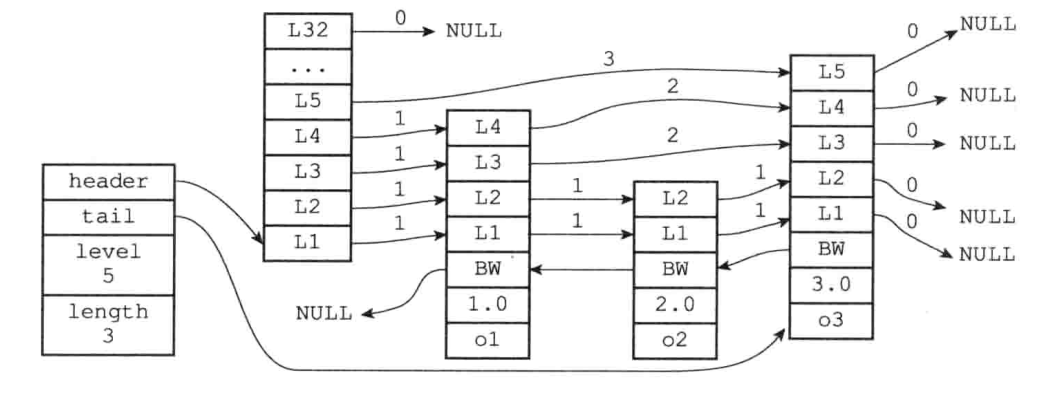 header
tail
level
5
length
3
L32
...
L5
L4
L3
L2
L1
0
NULL
3
1
1
1
1
L4
L3
L2
L1
BW
1.0
o1
NULL
2
2
1
1
L2
L1
BW
2.0
o2
1
1
L5
L4
L3
L2
L1
BW
3.0
o3
0
NULL
0
NULL
0
NULL
0
NULL
0
NULL